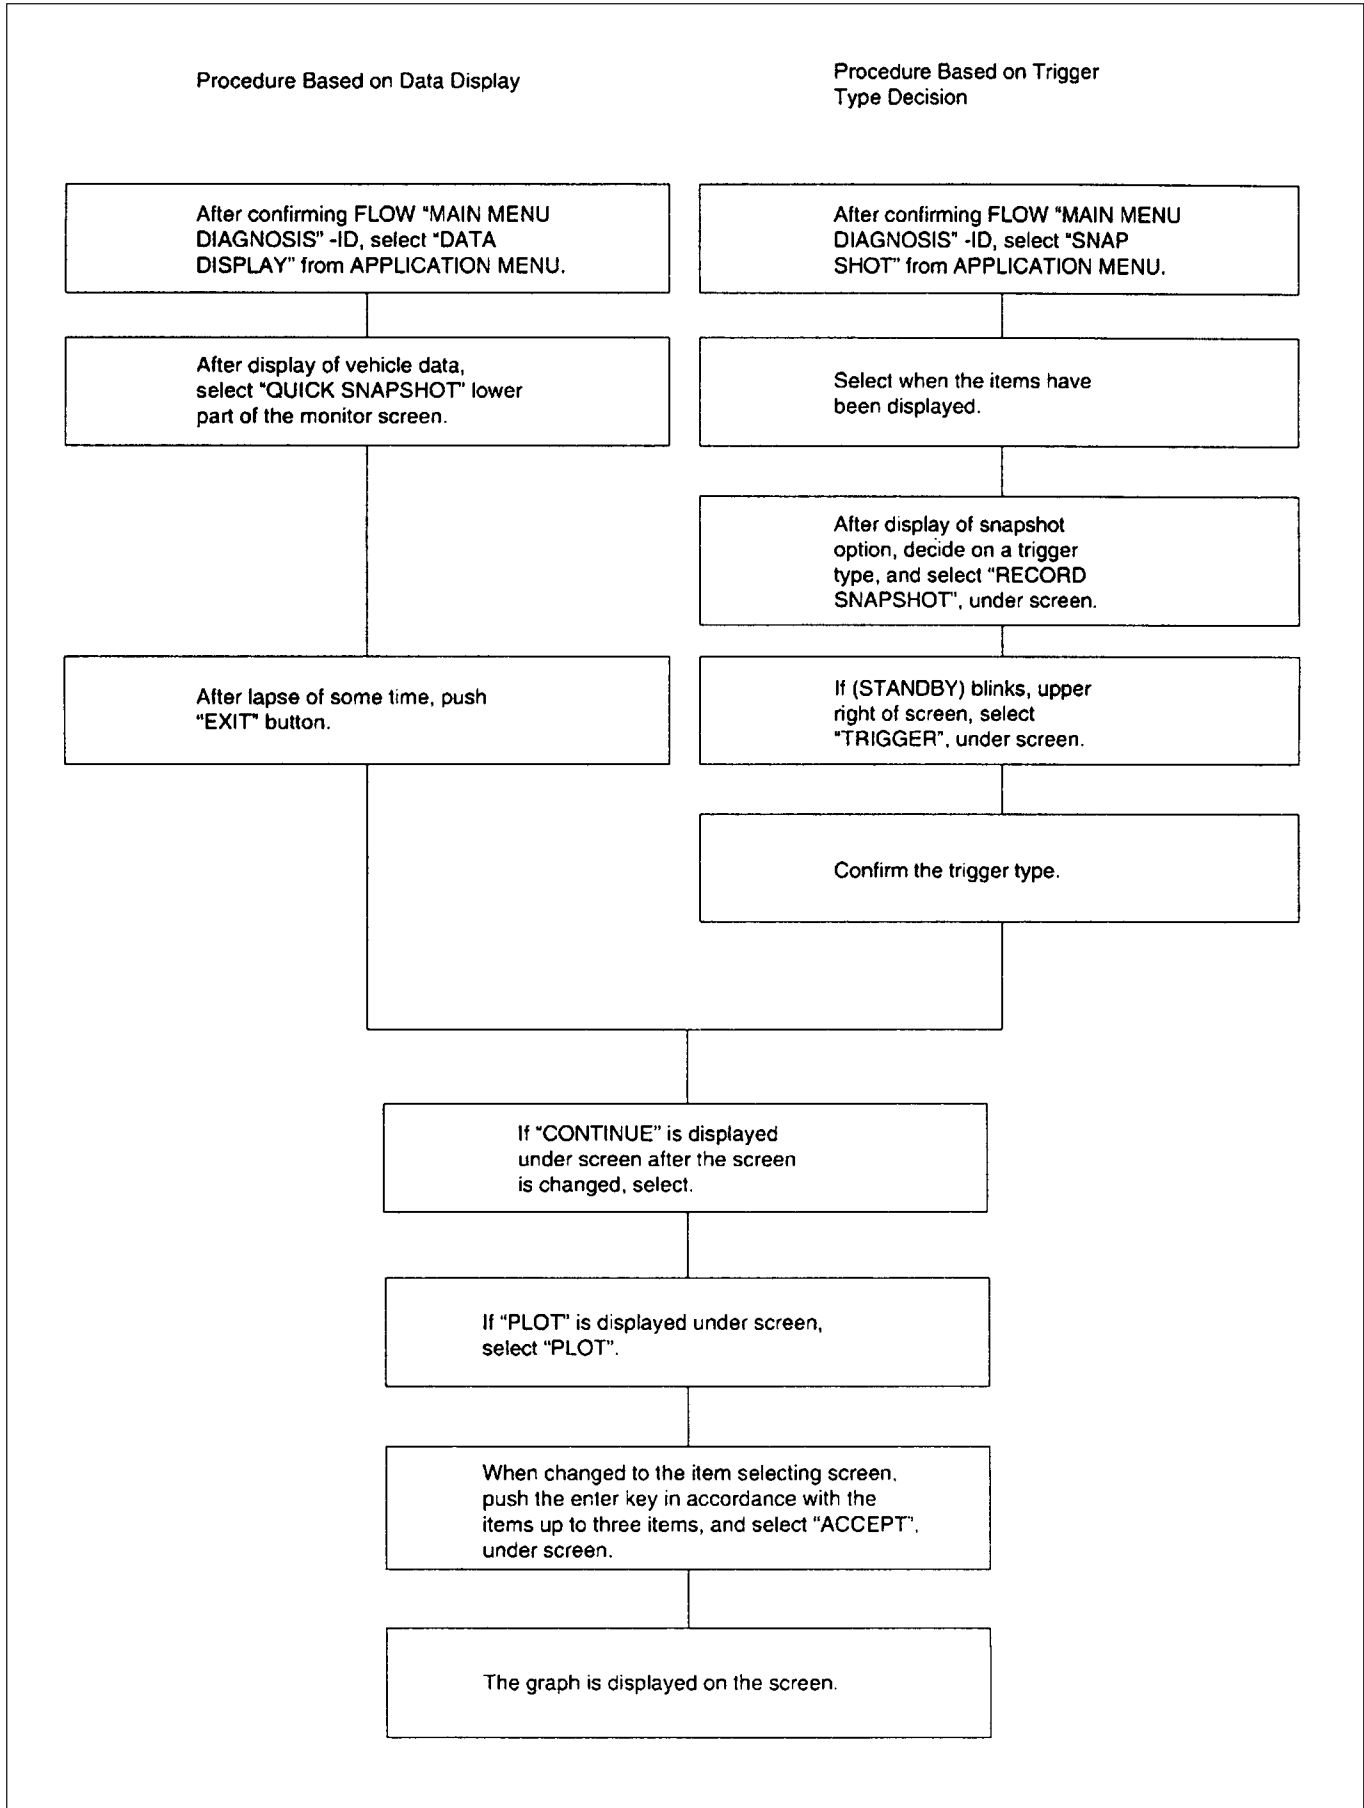 Procedure Based on Data Display
Procedure Based on Trigger
Type Decision
After confirming FLOW "MAIN MENU
DIAGNOSIS" -ID, select "DATA
DISPLAY" from APPLICATION MENU.
After confirming FLOW "MAIN MENU
DIAGNOSIS" -ID, select "SNAP
SHOT" from APPLICATION MENU.
After display of vehicle data,
select "QUICK SNAPSHOT" lower
part of the monitor screen.
Select when the items have
been displayed.
After display of snapshot
option, decide on a trigger
type, and select "RECORD
SNAPSHOT", under screen.
After lapse of some time, push
"EXIT" button.
If (STANDBY) blinks, upper
right of screen, select
"TRIGGER", under screen.
Confirm the trigger type.
If "CONTINUE" is displayed
under screen after the screen
is changed, select.
If "PLOT" is displayed under screen,
select "PLOT".
When changed to the item selecting screen,
push the enter key in accordance with the
items up to three items, and select "ACCEPT",
under screen.
The graph is displayed on the screen.